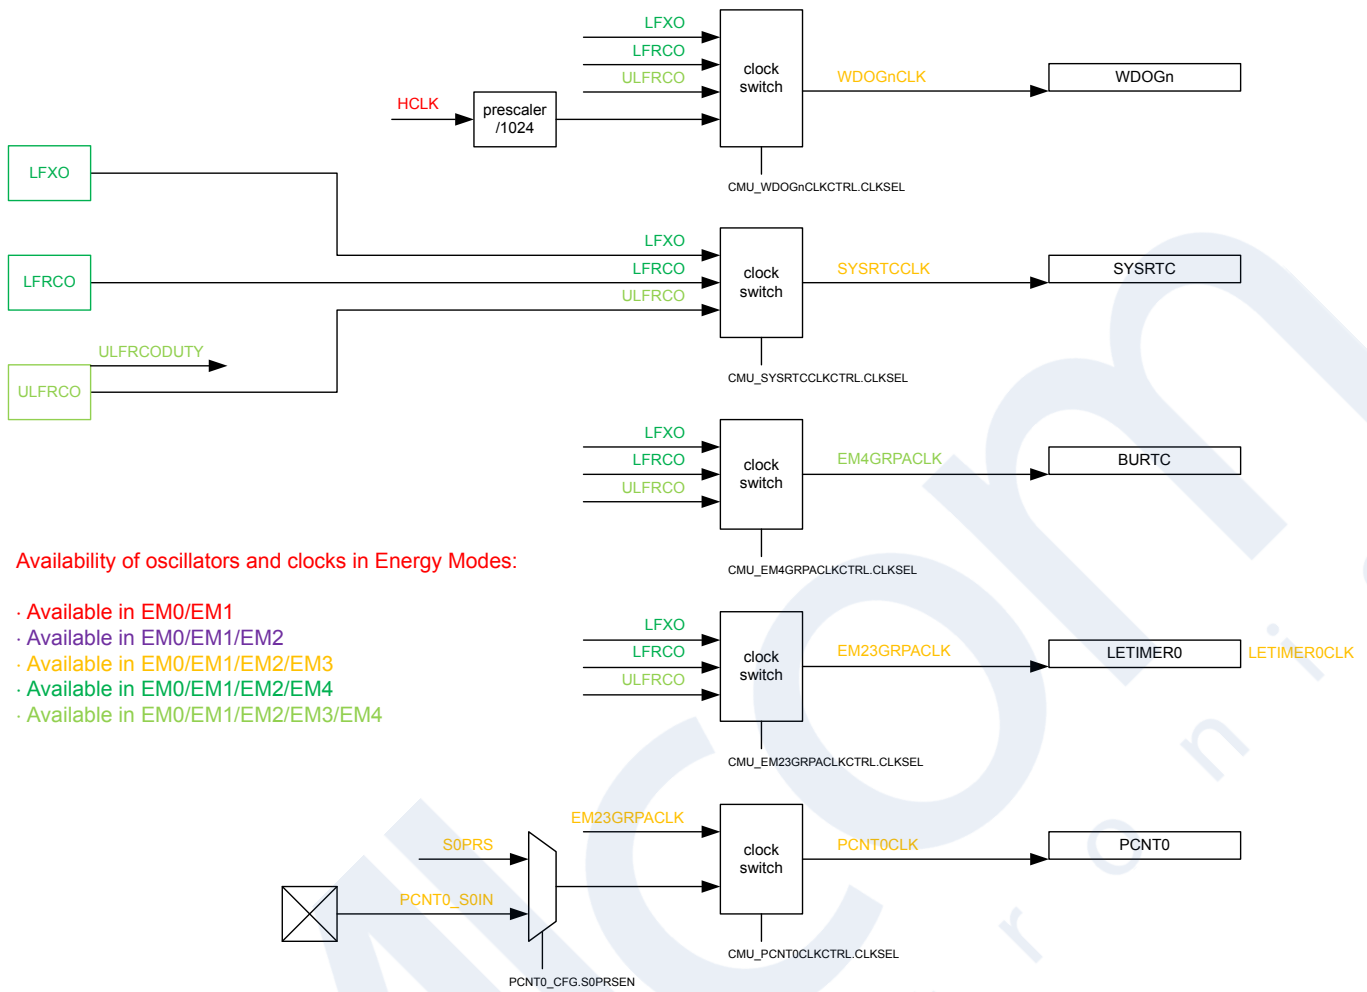 LFXO
LFRCO
ULFRCO
HCLK
prescaler
/1024
clock
switch
WDOGnCLK
WDOGn
CMU_WDOGnCLKCTRL.CLKSEL
LFXO
LFRCO
ULFRCO
ULFRCODUTY
LFXO
LFRCO
ULFRCO
clock
switch
SYSRTCCLK
SYSRTC
CMU_SYSRTCCLKCTRL.CLKSEL
LFXO
LFRCO
ULFRCO
clock
switch
EM4GRPACLK
BURTC
CMU_EM4GRPACLKCTRL.CLKSEL
Availability of oscillators and clocks in Energy Modes:
· Available in EM0/EM1
· Available in EM0/EM1/EM2
· Available in EM0/EM1/EM2/EM3
· Available in EM0/EM1/EM2/EM4
· Available in EM0/EM1/EM2/EM3/EM4
LFXO
LFRCO
ULFRCO
clock
switch
EM23GRPACLK
LETIMER0
LETIMER0CLK
CMU_EM23GRPACLKCTRL.CLKSEL
EM23GRPACLK
S0PRS
PCNT0_S0IN
clock
switch
PCNT0CLK
PCNT0
CMU_PCNT0CLKCTRL.CLKSEL
PCNT0_CFG.S0PRSEN